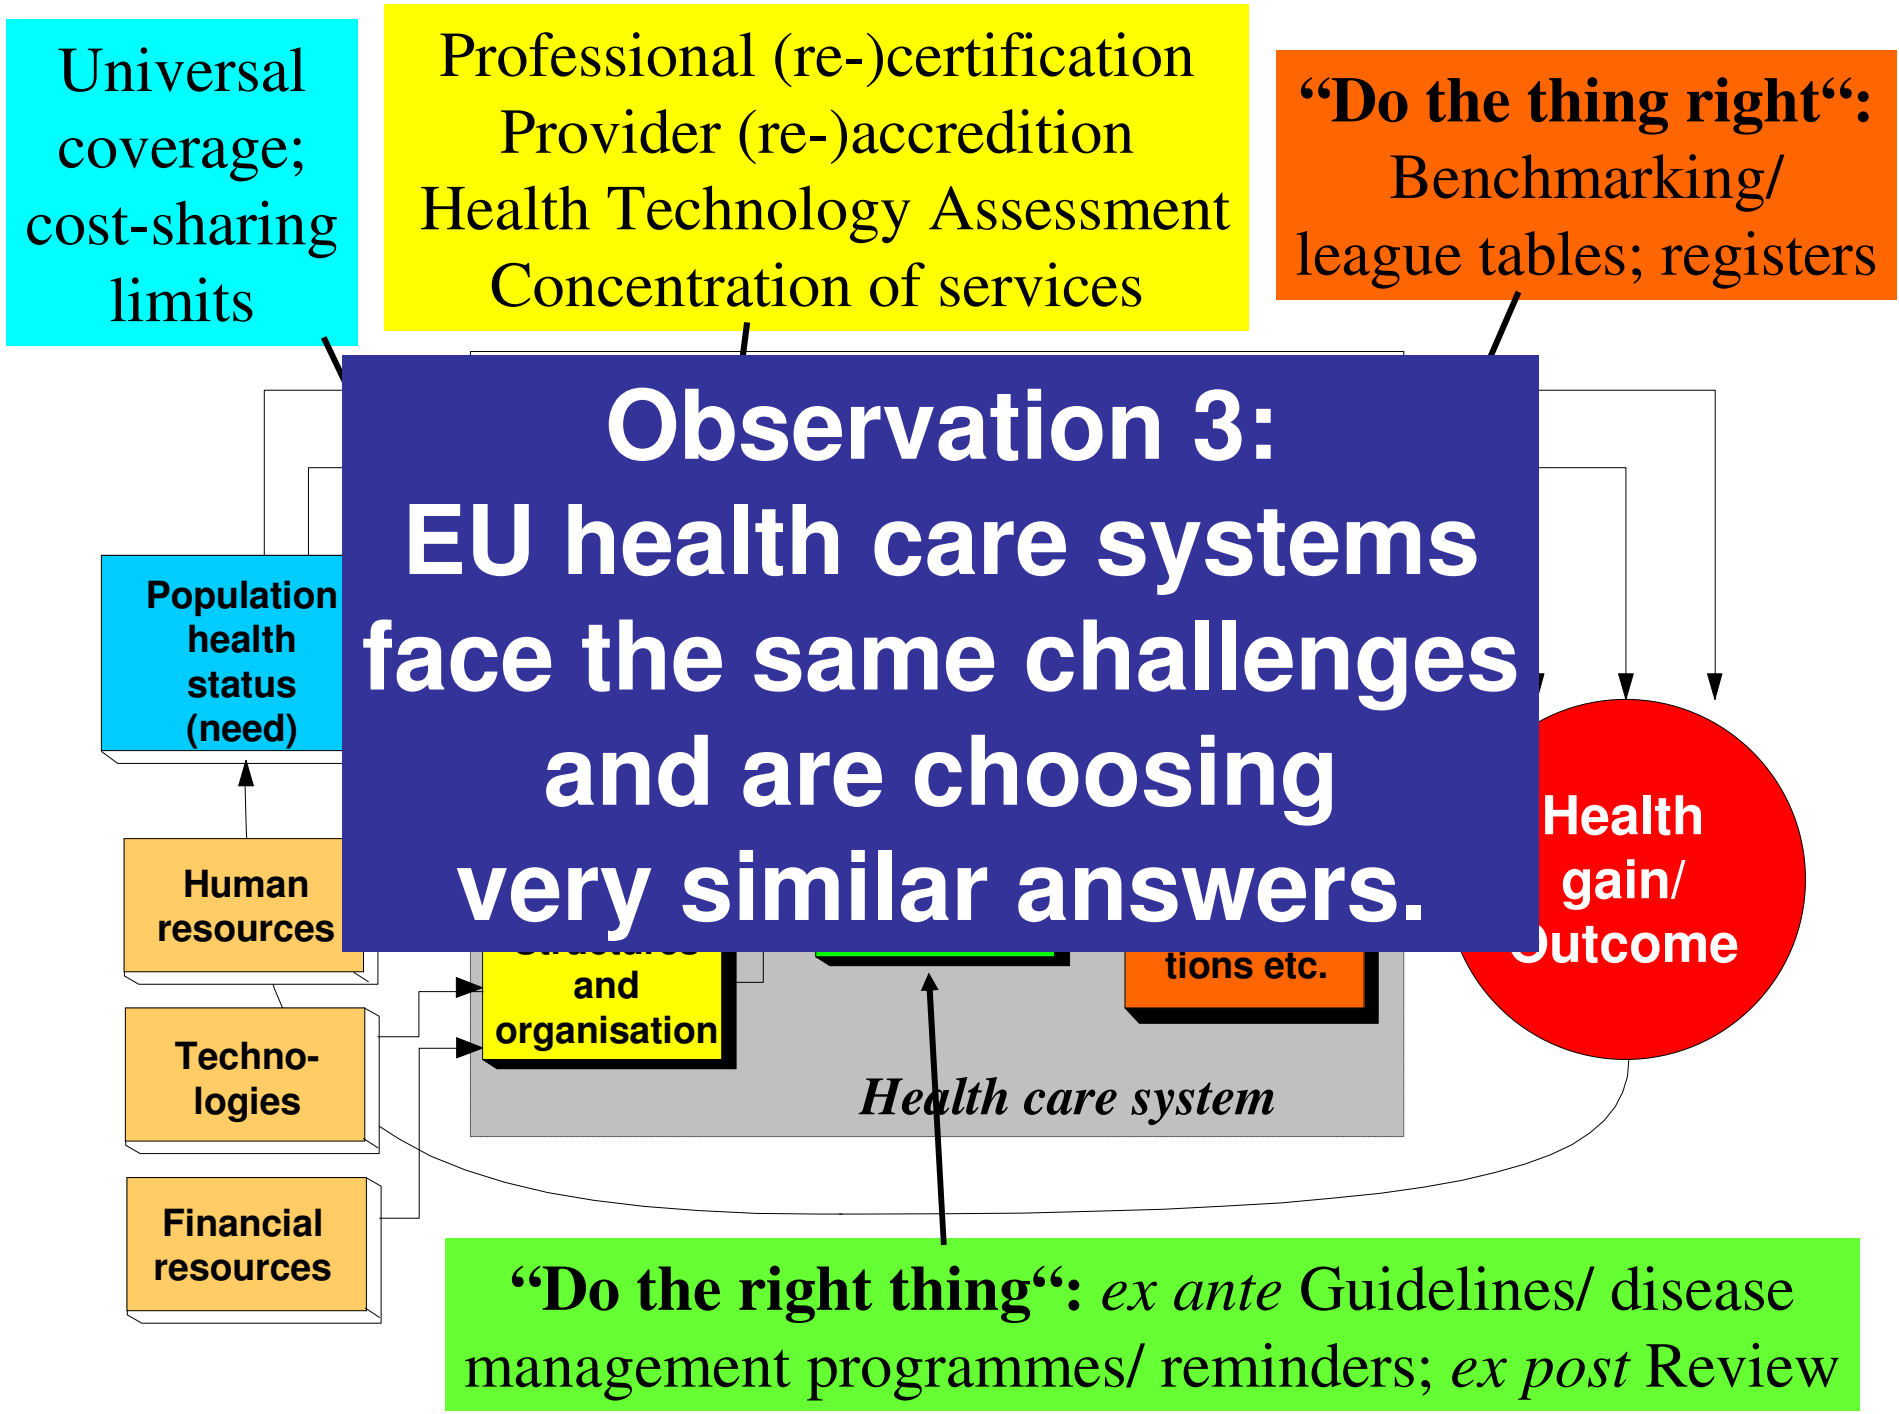 Universal
coverage;
cost-sharing
limits
Professional (re-)certification
Provider (re-)accredition
Health Technology Assessment
Concentration of services
“Do the thing right“:
Benchmarking/
league tables; registers
Observation 3:
EU health care systems
face the same challenges
and are choosing
very similar answers.
Population
health
status
(need)
Human
resources
Techno-
logies
Financial
resources
Structures
and
organisation
tions etc.
Health care system
Health
gain/
Outcome
“Do the right thing“: ex ante Guidelines/ disease
management programmes/ reminders; ex post Review